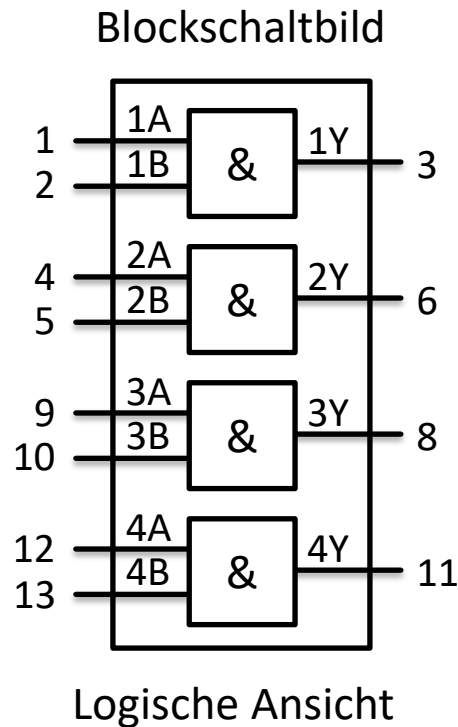 Blockschaltbild
1 1A & 1Y 3
2 1B
4 2A & 2Y 6
5 2B
9 3A & 3Y 8
10 3B
12 4A & 4Y 11
13 4B
Logische Ansicht